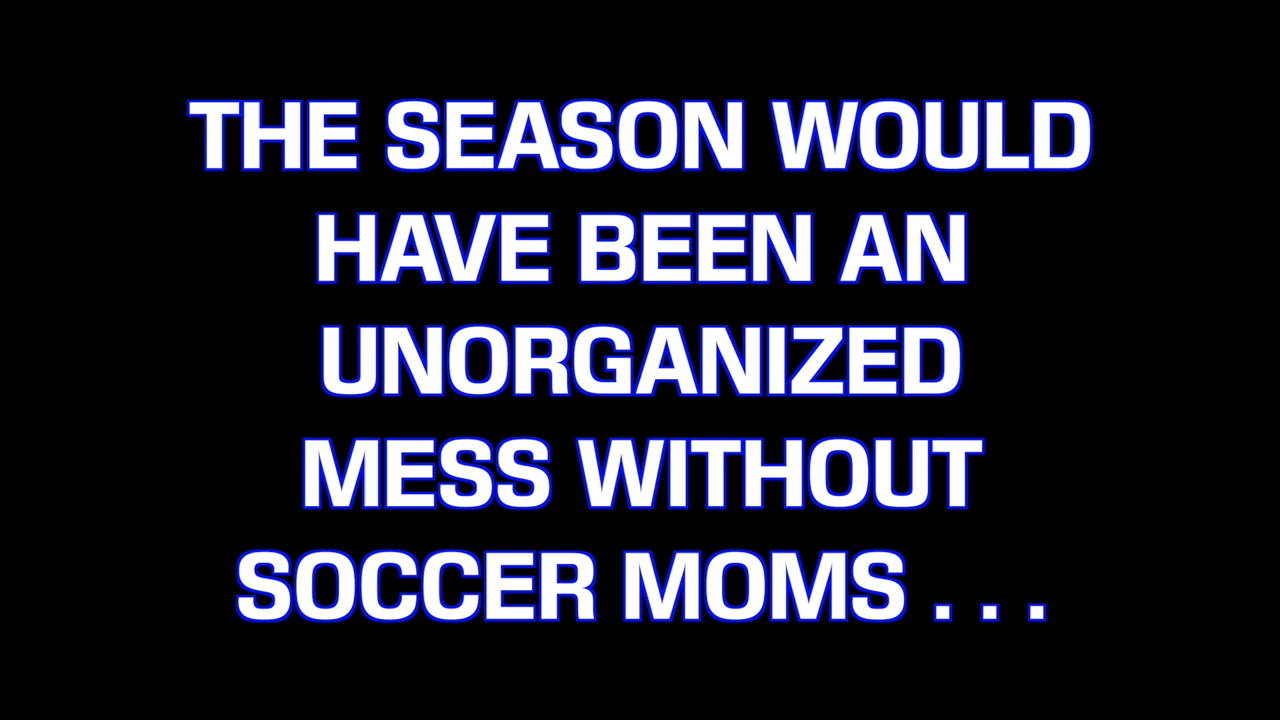 THE SEASON WOULD
HAVE BEEN AN
UNORGANIZED
MESS WITHOUT
SOCCER MOMS . . .